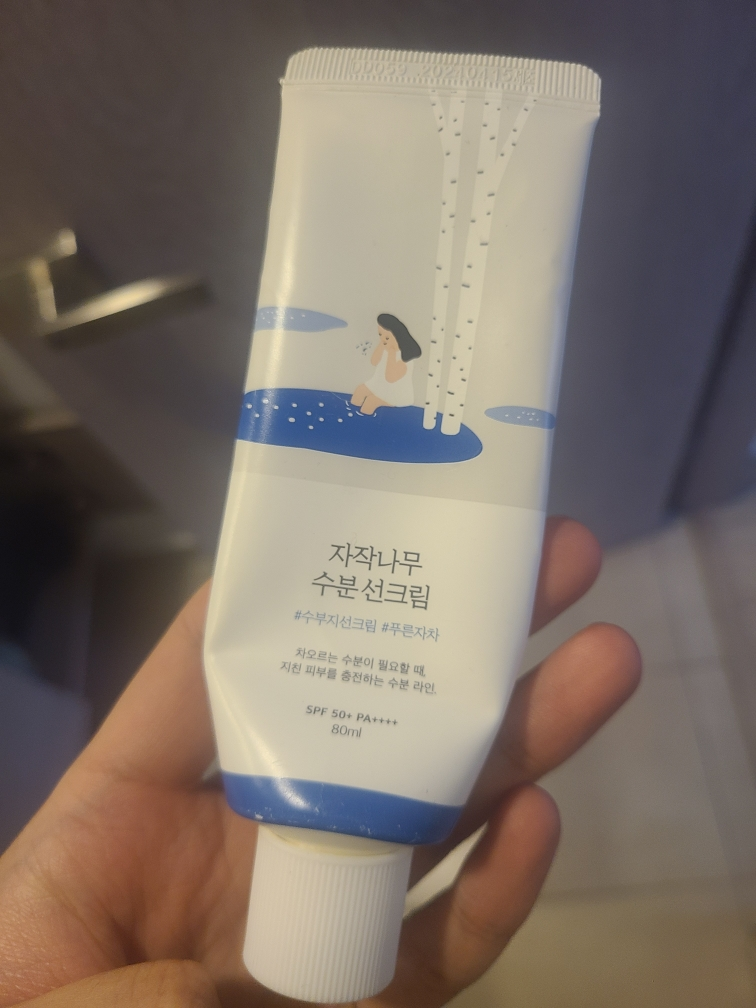 자작나무
수분 선크림
#수부지선크림 #푸른자차
차오르는 수분이 필요할 때,
지친 피부를 충전하는 수분 라인.
SPF 50+ PA++++
80ml